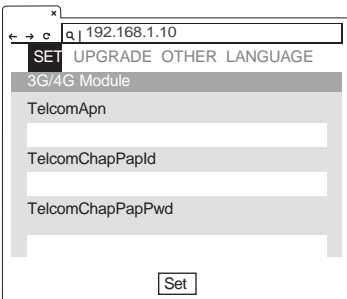 192.168.1.10
SET UPGRADE OTHER LANGUAGE
3G/4G Module
TelcomApn
TelcomChapPapId
TelcomChapPapPwd
Set